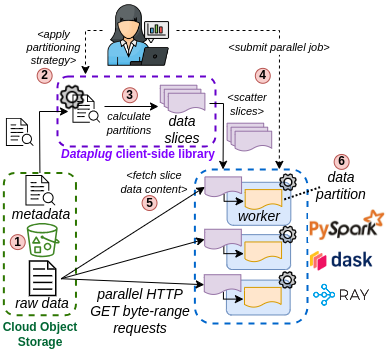 <apply
partitioning
strategy>
2
<submit parallel job>
4
3
calculate
partitions
data
slices
Dataplug client-side library
<scatter
slices>
metadata
1
raw data
Cloud Object
Storage
<fetch slice
data content>
5
parallel HTTP
GET byte-range
requests
worker
6
data
partition
PySpark
dask
RAY